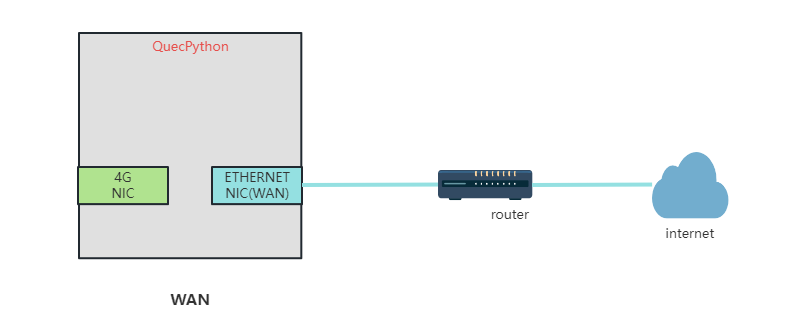 QuecPython
4G
NIC
ETHERNET
NIC(WAN)
router
internet
WAN